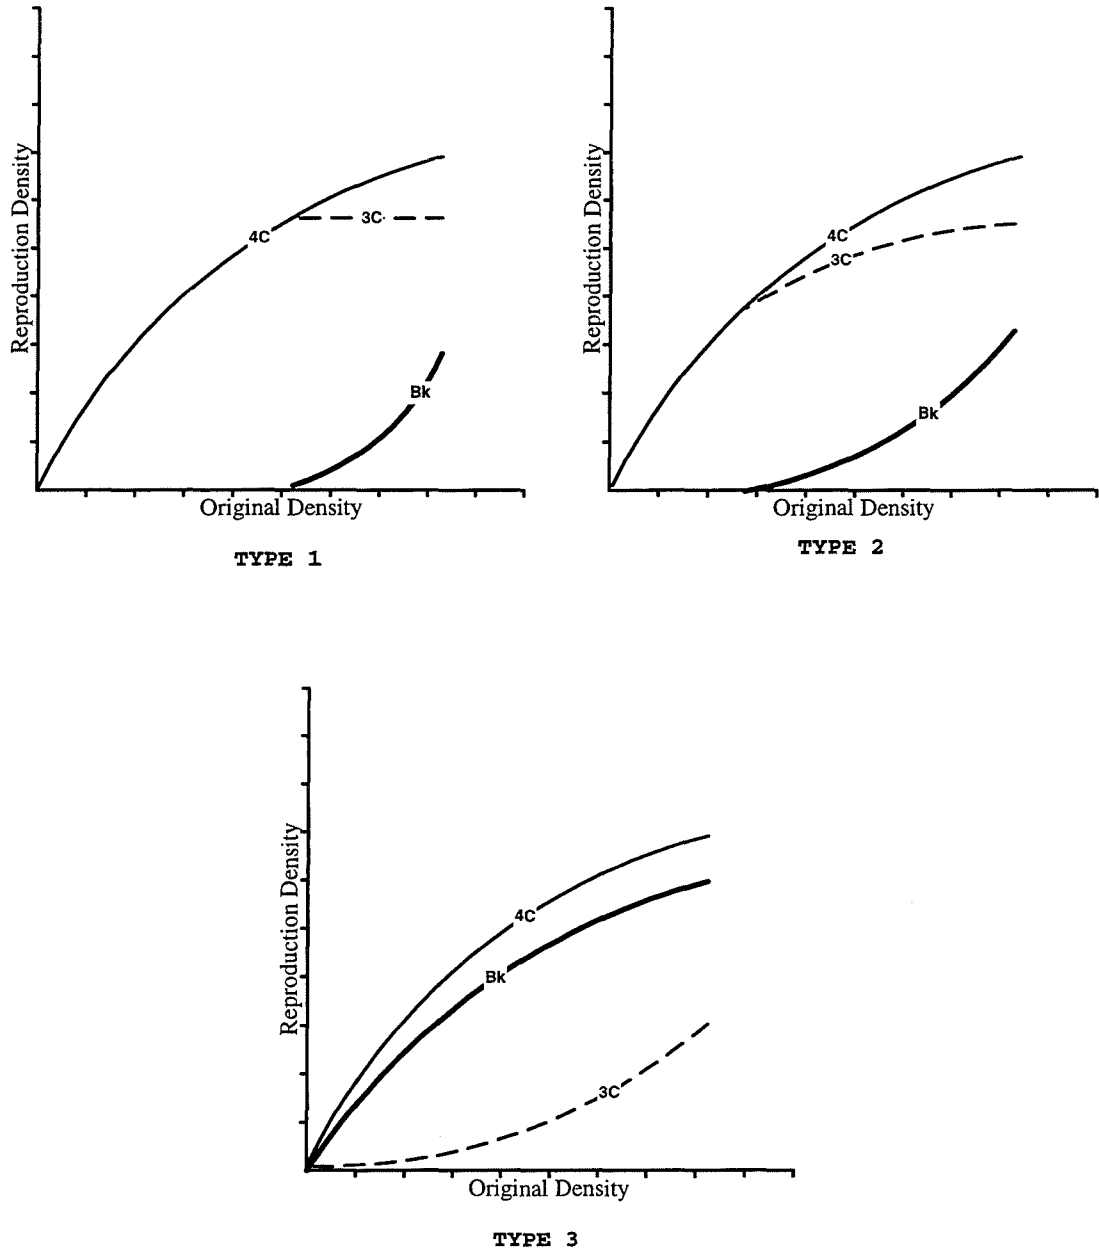 Reproduction Density
4C
3C
Bk
Original Density
TYPE 1
Reproduction Density
4C
3C
Bk
Original Density
TYPE 2
Reproduction Density
4C
Bk
3C
Original Density
TYPE 3